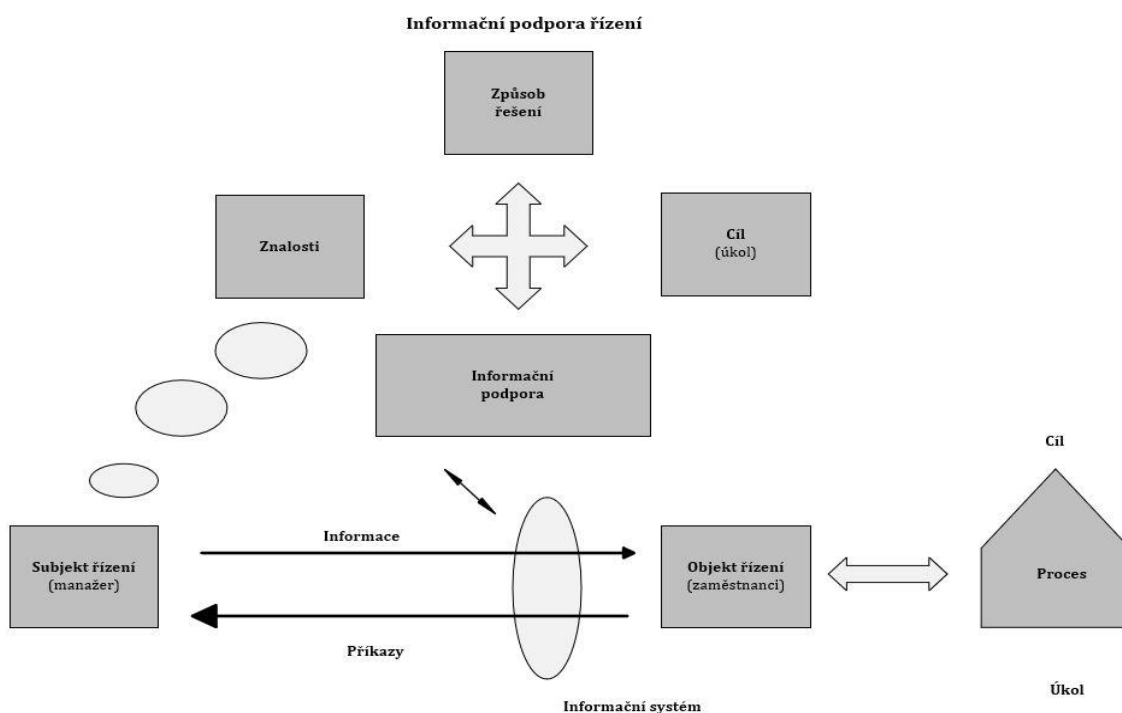 Informační podpora řízení
Způsob
řešení
Znalosti
Cíl
(úkol)
Informační
podpora
Cíl
Informace
Subjekt řízení
(manažer)
Objekt řízení
(zaměstnanci)
Proces
Příkazy
Úkol
Informační systém